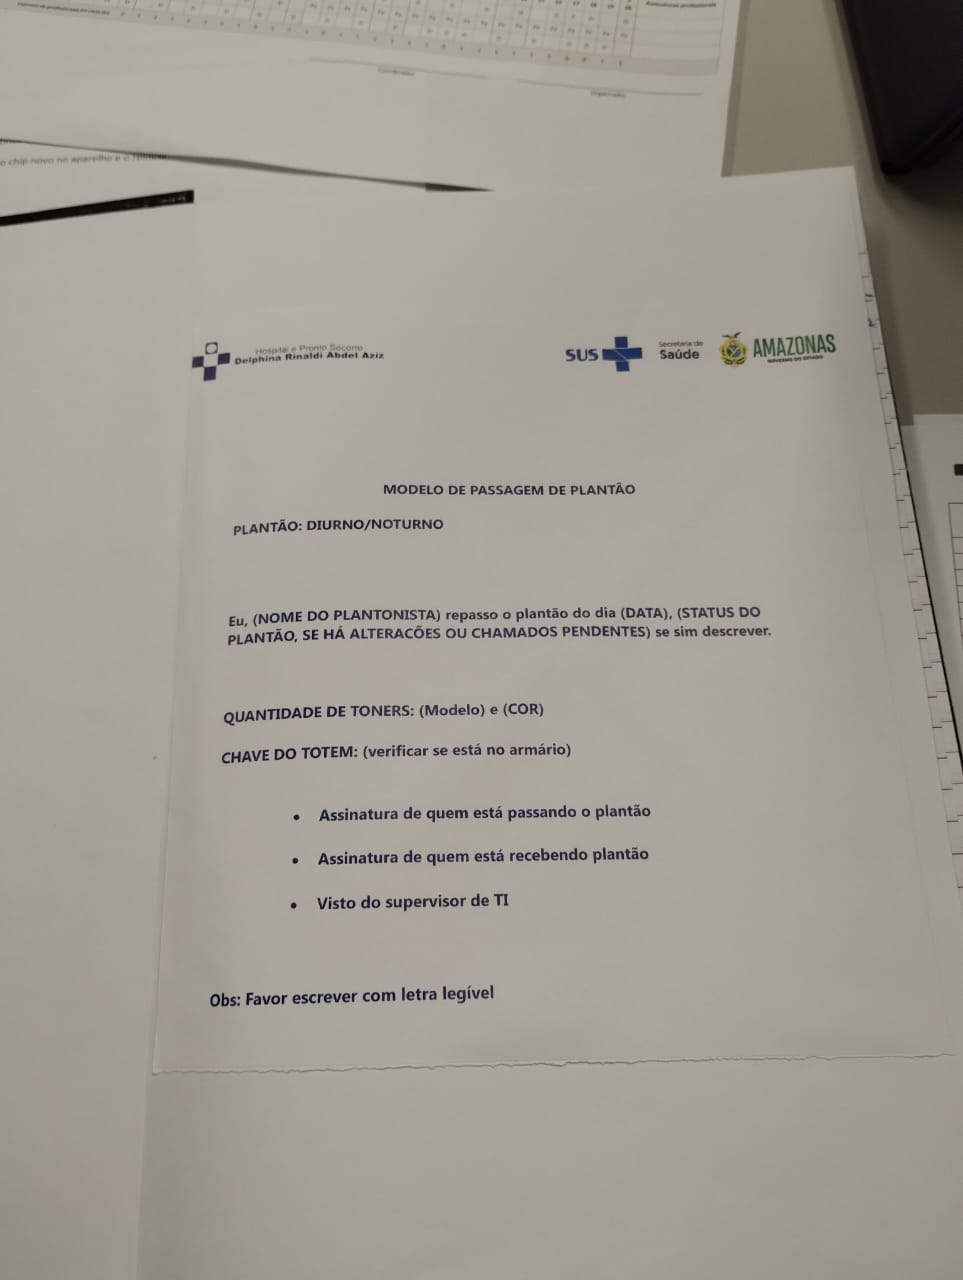 o chip novo no aparelho e o
Hospital e Pronto Socorro
Delphina Rinaldi Abdel Aziz
SUS
Secretaria de
Saúde
AMAZONAS
GOVERNO DO ESTADO
MODELO DE PASSAGEM DE PLANTÃO
PLANTÃO: DIURNO/NOTURNO
Eu, (NOME DO PLANTONISTA) repasso o plantão do dia (DATA), (STATUS DO
PLANTÃO, SE HÁ ALTERACÕES OU CHAMADOS PENDENTES) se sim descrever.
QUANTIDADE DE TONERS: (Modelo) e (COR)
CHAVE DO TOTEM: (verificar se está no armário)
• Assinatura de quem está passando o plantão
• Assinatura de quem está recebendo plantão
• Visto do supervisor de TI
Obs: Favor escrever com letra legível